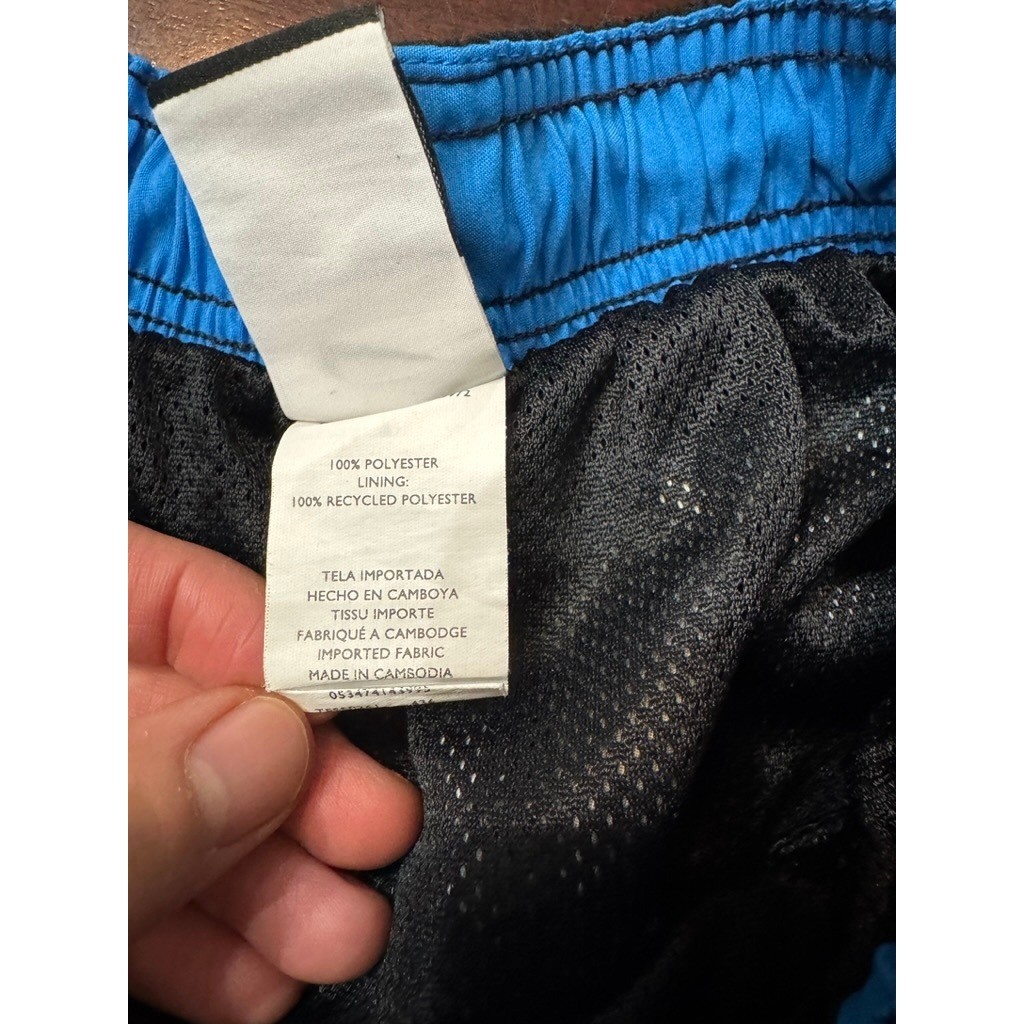 100% POLYESTER
LINING:
100% RECYCLED POLYESTER
TELA IMPORTADA
HECHO EN CAMBOYA
TISSU IMPORTE
FABRIQUÉ A CAMBODGE
IMPORTED FABRIC
MADE IN CAMBODIA